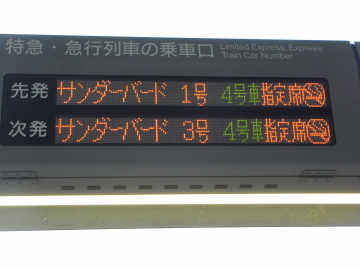 特急・急行列車の乗車口 Limited Express, Express
Train Car Number
先発 サンダーバード 1号 4号車指定席
次発 サンダーバード 3号 4号車指定席